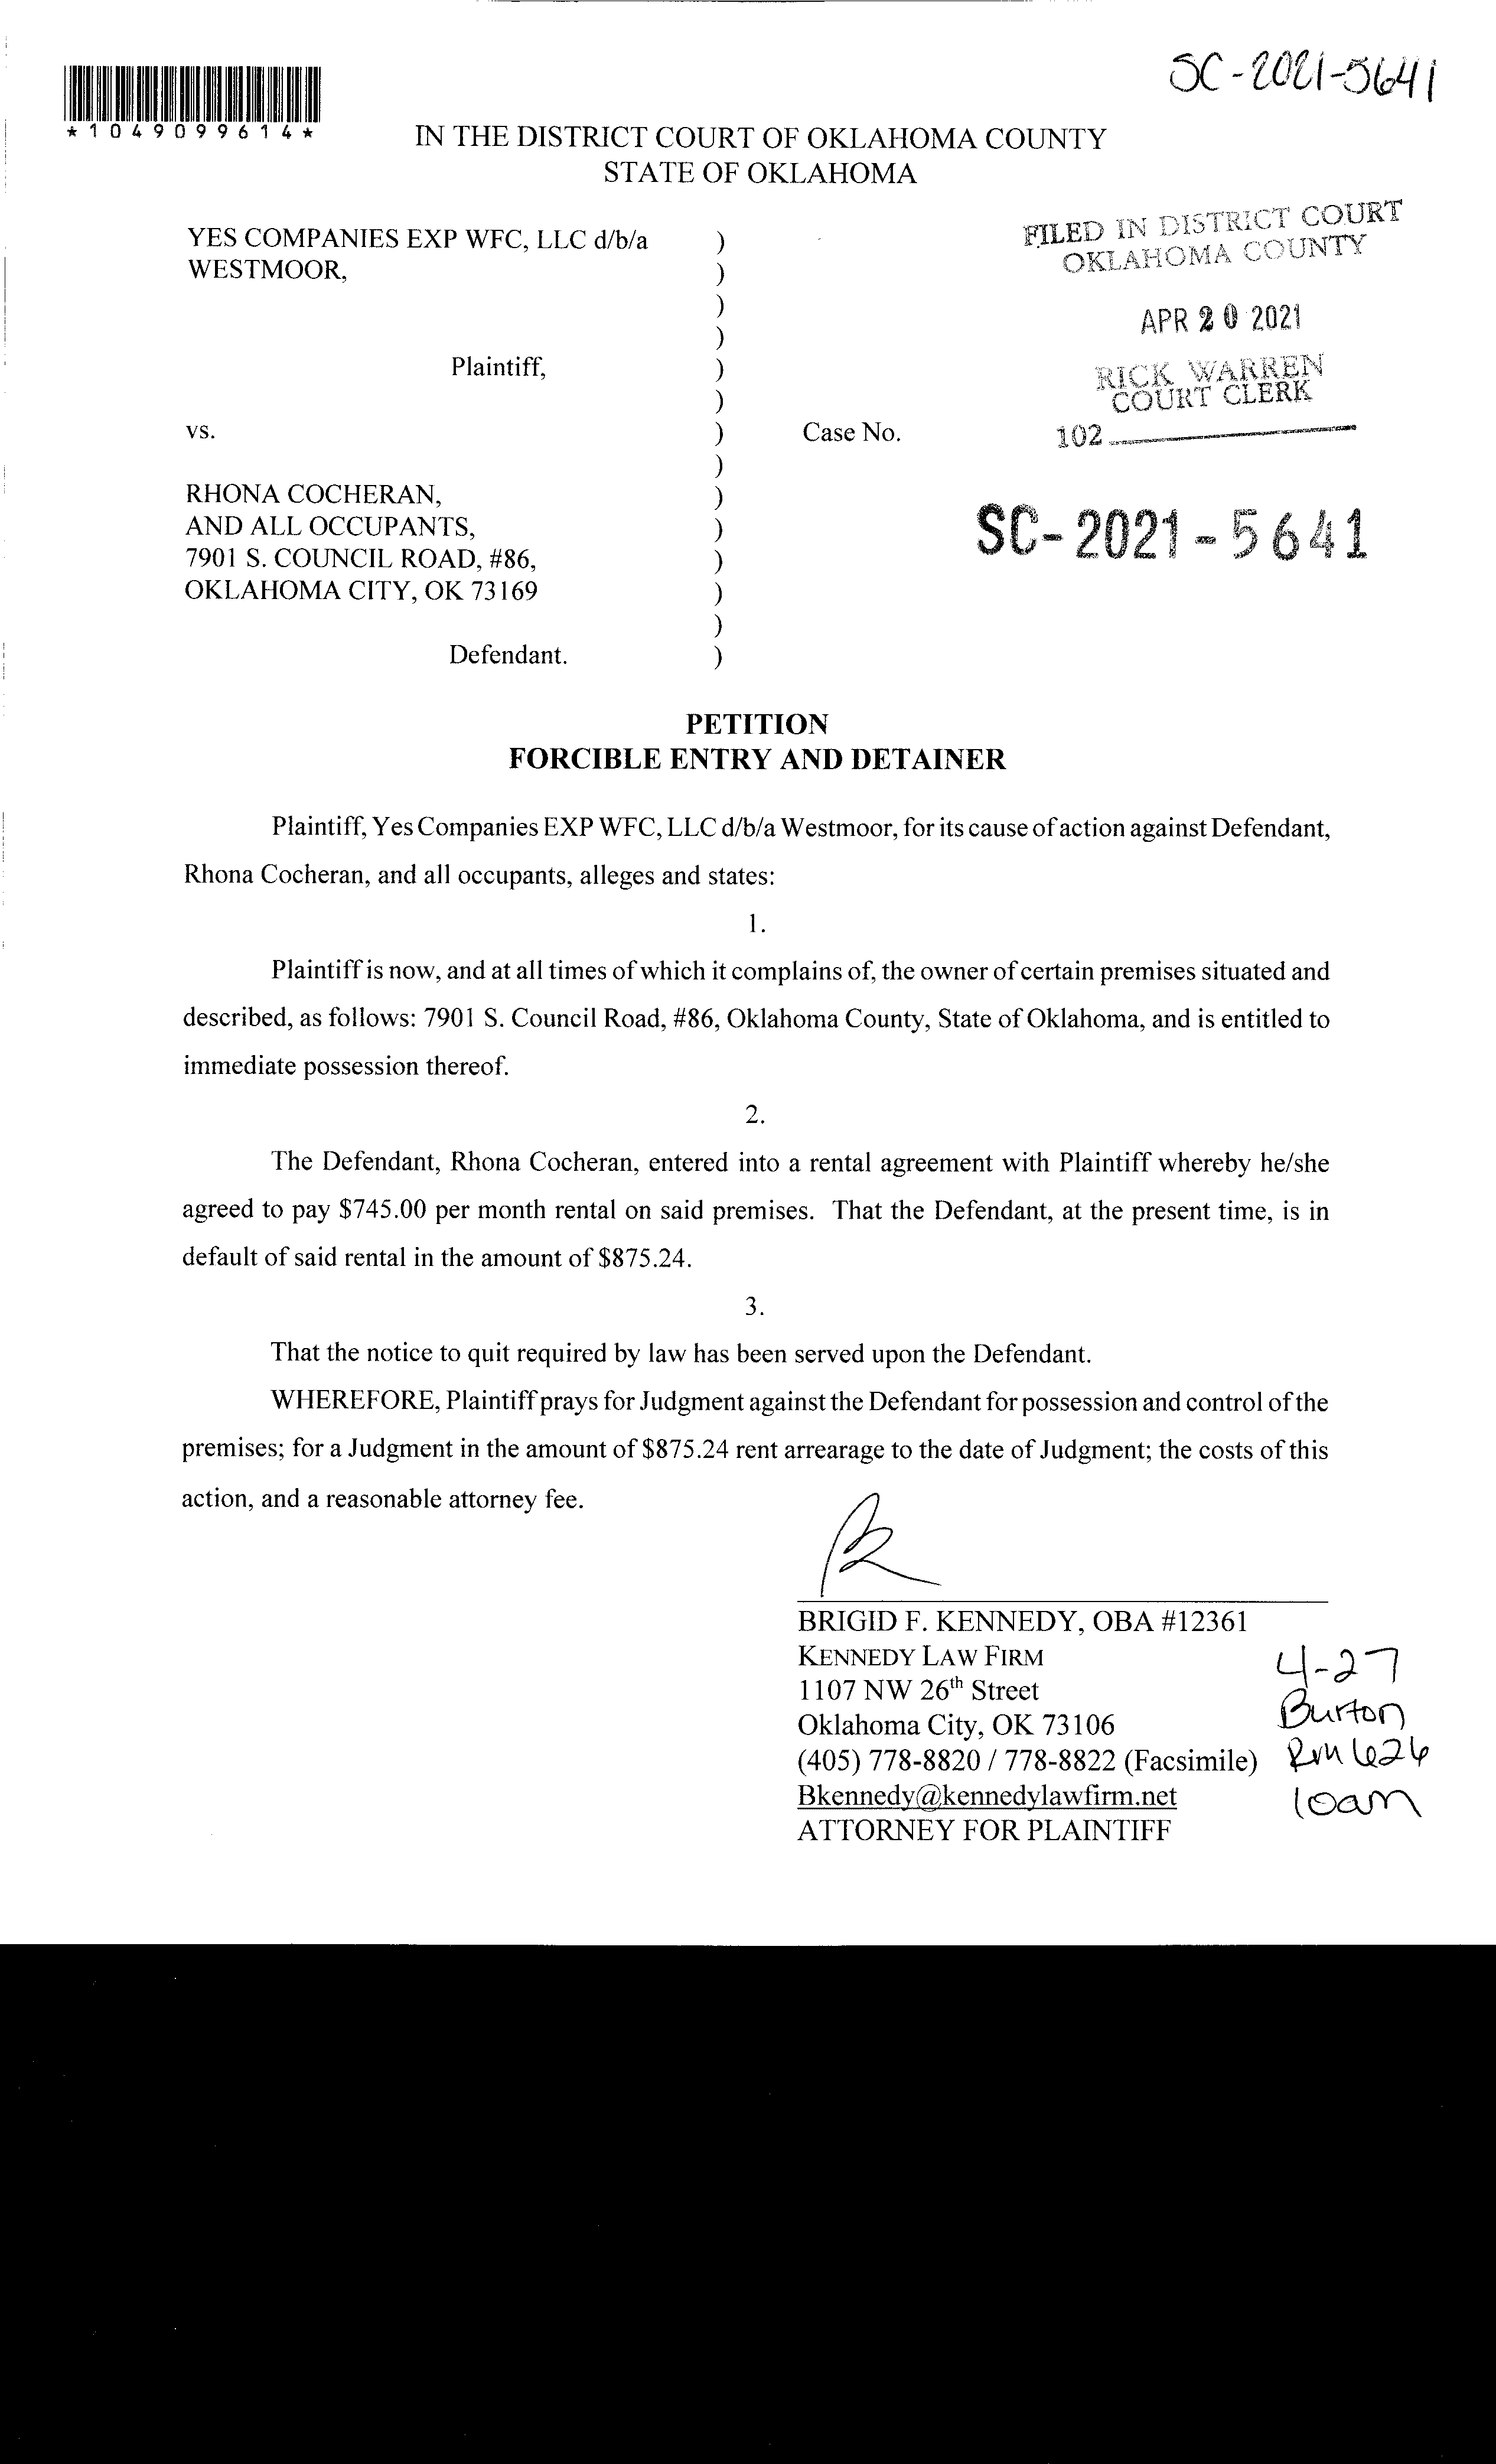 SC-2021-5641
*1049099614*
IN THE DISTRICT COURT OF OKLAHOMA COUNTY
STATE OF OKLAHOMA
FILED IN DISTRICT COURT
OKLAHOMA COUNTY
APR 20 2021
RICK WARREN
COURT CLERK
102
YES COMPANIES EXP WFC, LLC d/b/a )
WESTMOOR, )
)
)
Plaintiff, )
)
vs. ) Case No.
)
RHONA COCHERAN, )
AND ALL OCCUPANTS, )
7901 S. COUNCIL ROAD, #86, )
OKLAHOMA CITY, OK 73169 )
)
Defendant. )
SC-2021-5641
PETITION
FORCIBLE ENTRY AND DETAINER
Plaintiff, Yes Companies EXP WFC, LLC d/b/a Westmoor, for its cause of action against Defendant,
Rhona Cocheran, and all occupants, alleges and states:
1.
Plaintiff is now, and at all times of which it complains of, the owner of certain premises situated and
described, as follows: 7901 S. Council Road, #86, Oklahoma County, State of Oklahoma, and is entitled to
immediate possession thereof.
2.
The Defendant, Rhona Cocheran, entered into a rental agreement with Plaintiff whereby he/she
agreed to pay $745.00 per month rental on said premises. That the Defendant, at the present time, is in
default of said rental in the amount of $875.24.
3.
That the notice to quit required by law has been served upon the Defendant.
WHEREFORE, Plaintiff prays for Judgment against the Defendant for possession and control of the
premises; for a Judgment in the amount of $875.24 rent arrearage to the date of Judgment; the costs of this
action, and a reasonable attorney fee.
BRIGID F. KENNEDY, OBA #12361
KENNEDY LAW FIRM
1107 NW 26th Street
Oklahoma City, OK 73106
(405) 778-8820 / 778-8822 (Facsimile)
Bkennedy@kennedylawfirm.net
ATTORNEY FOR PLAINTIFF
4-27
Burton
Rm 626
10am